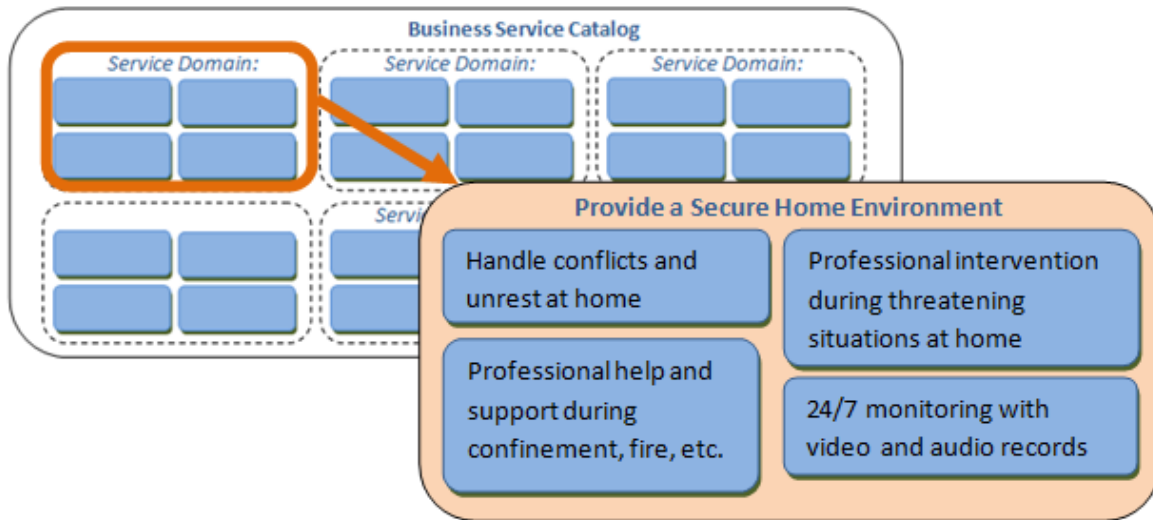 Business Service Catalog
Service Domain:
Service Domain:
Service Domain:
Provide a Secure Home Environment
Handle conflicts and
unrest at home
Professional intervention
during threatening
situations at home
Professional help and
support during
confinement, fire, etc.
24/7 monitoring with
video and audio records